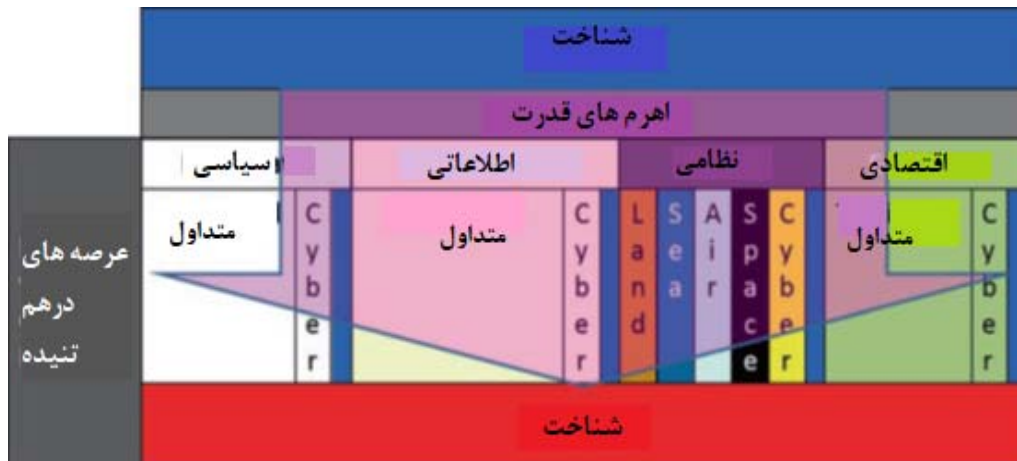 شناخت
اهرم های قدرت
سیاسی
اطلاعاتی
نظامی
اقتصادی
عرصه های
درهم
تنیده
متداول
Cyber
متداول
Cyber
Land
Sea
Air
Space
Cyber
متداول
Cyber
شناخت